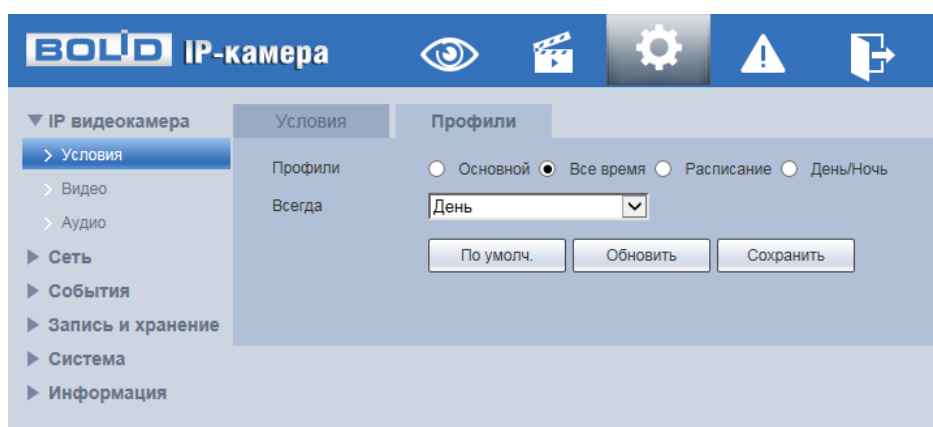 BOLID IP-камера
IP видеокамера
Условия
Видео
Аудио
Сеть
События
Запись и хранение
Система
Информация
Условия Профили
Профили Основной Все время Расписание День/Ночь
Всегда День
По умолч. Обновить Сохранить